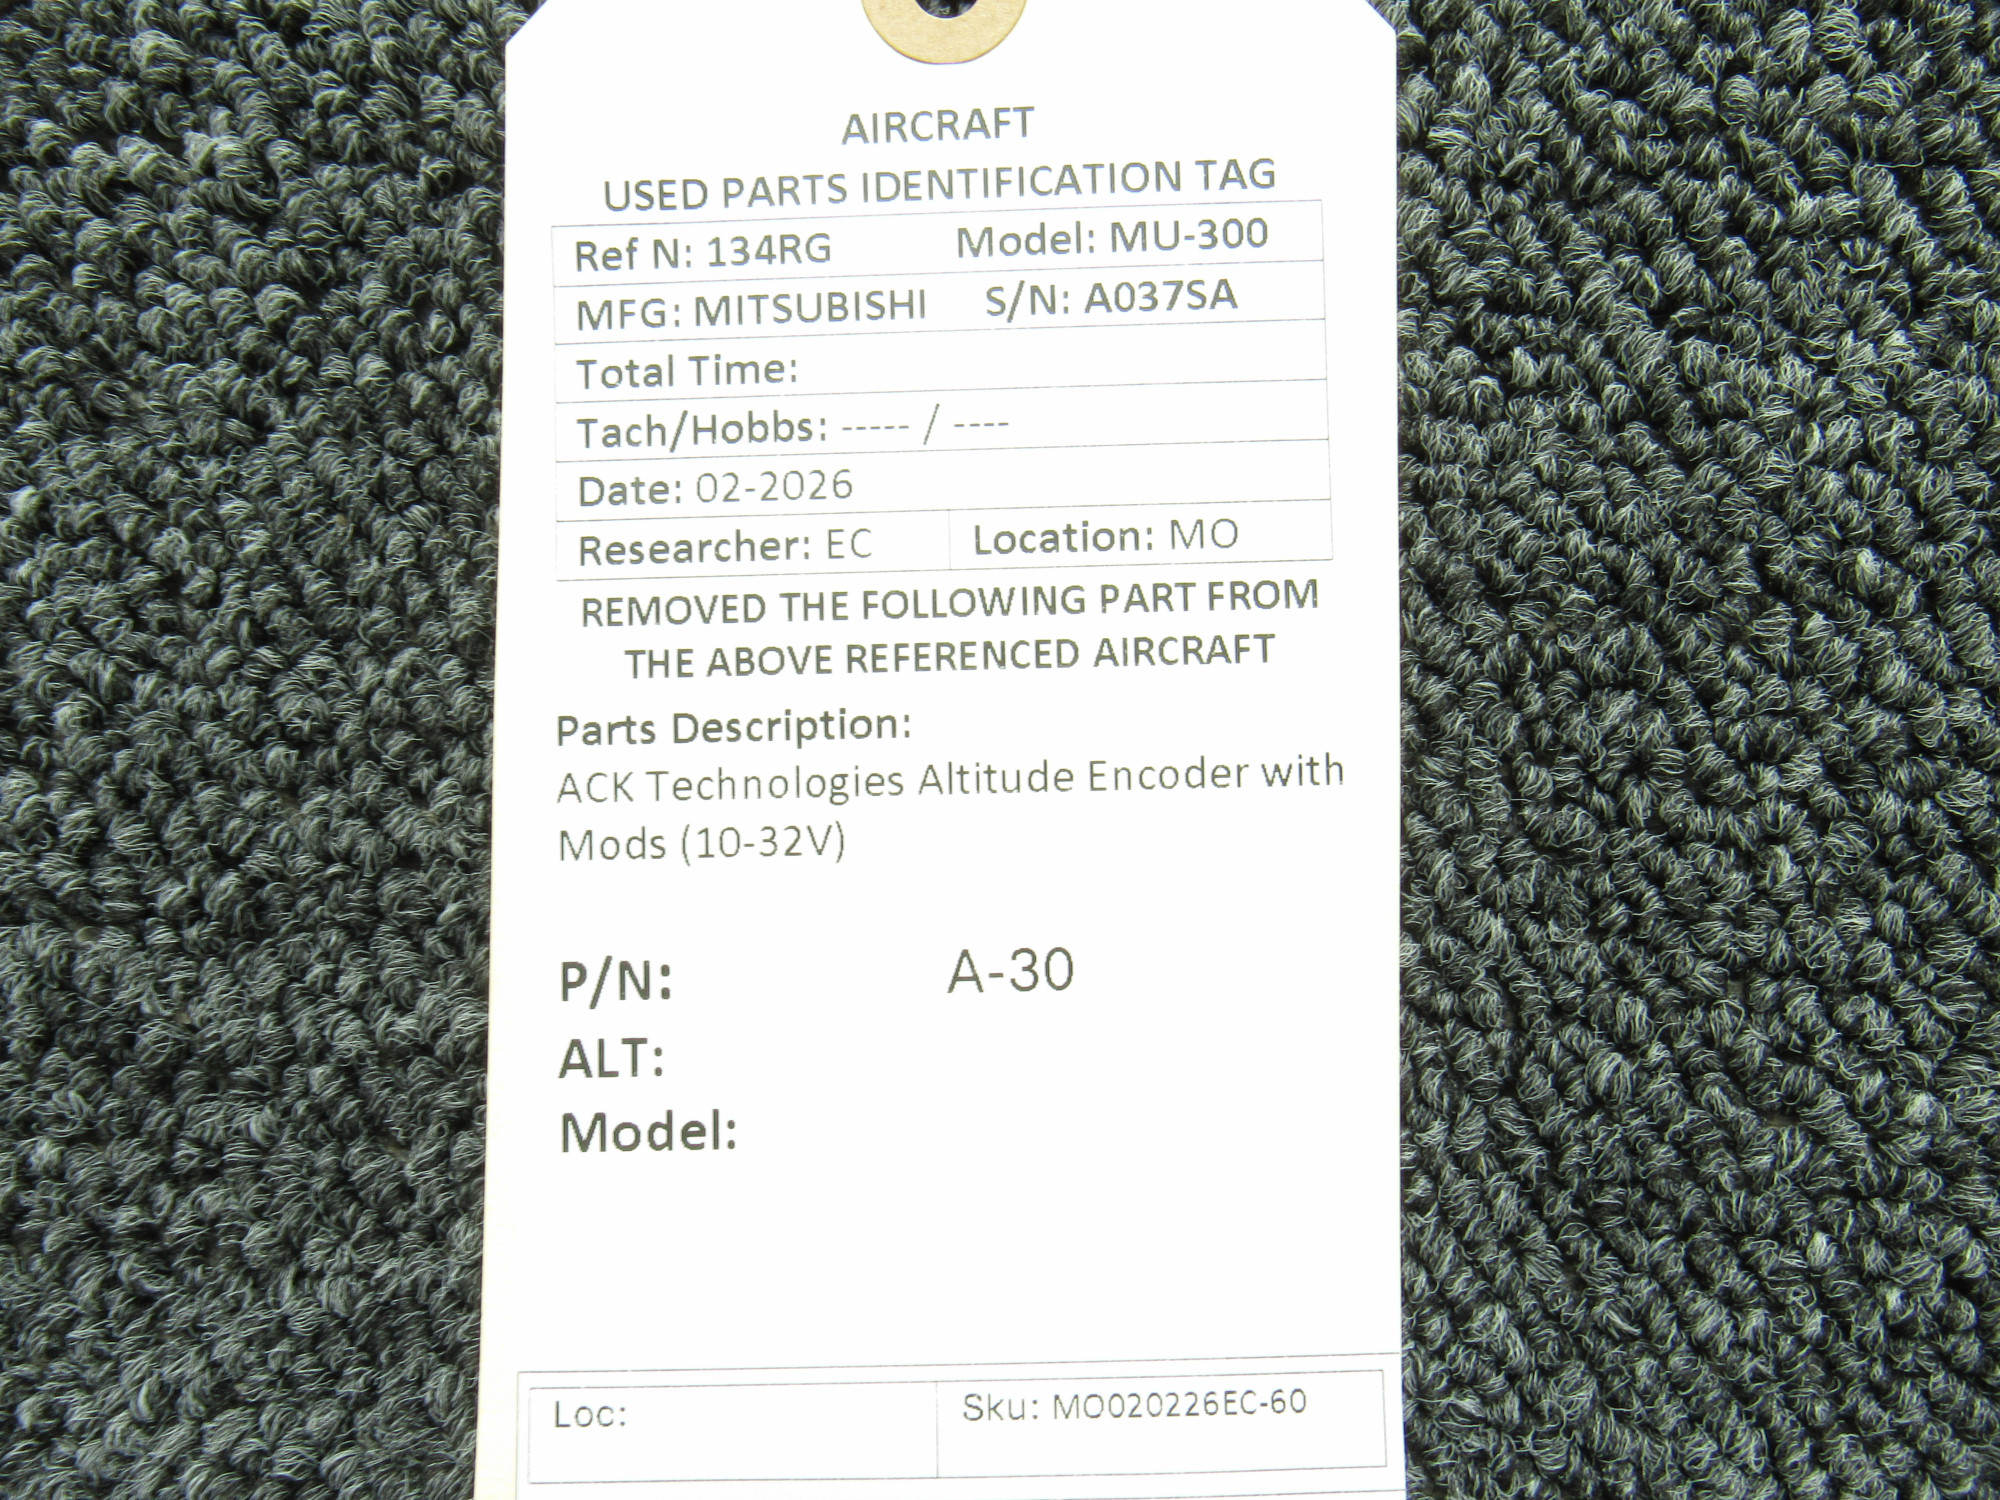 AIRCRAFT
USED PARTS IDENTIFICATION TAG
Ref N: 134RG Model: MU-300
MFG: MITSUBISHI S/N: A037SA
Total Time:
Tach/Hobbs: ----- / ----
Date: 02-2026
Researcher: EC Location: MO
REMOVED THE FOLLOWING PART FROM
THE ABOVE REFERENCED AIRCRAFT
Parts Description:
ACK Technologies Altitude Encoder with
Mods (10-32V)
P/N: A-30
ALT:
Model:
Loc: Sku: MO020226EC-60